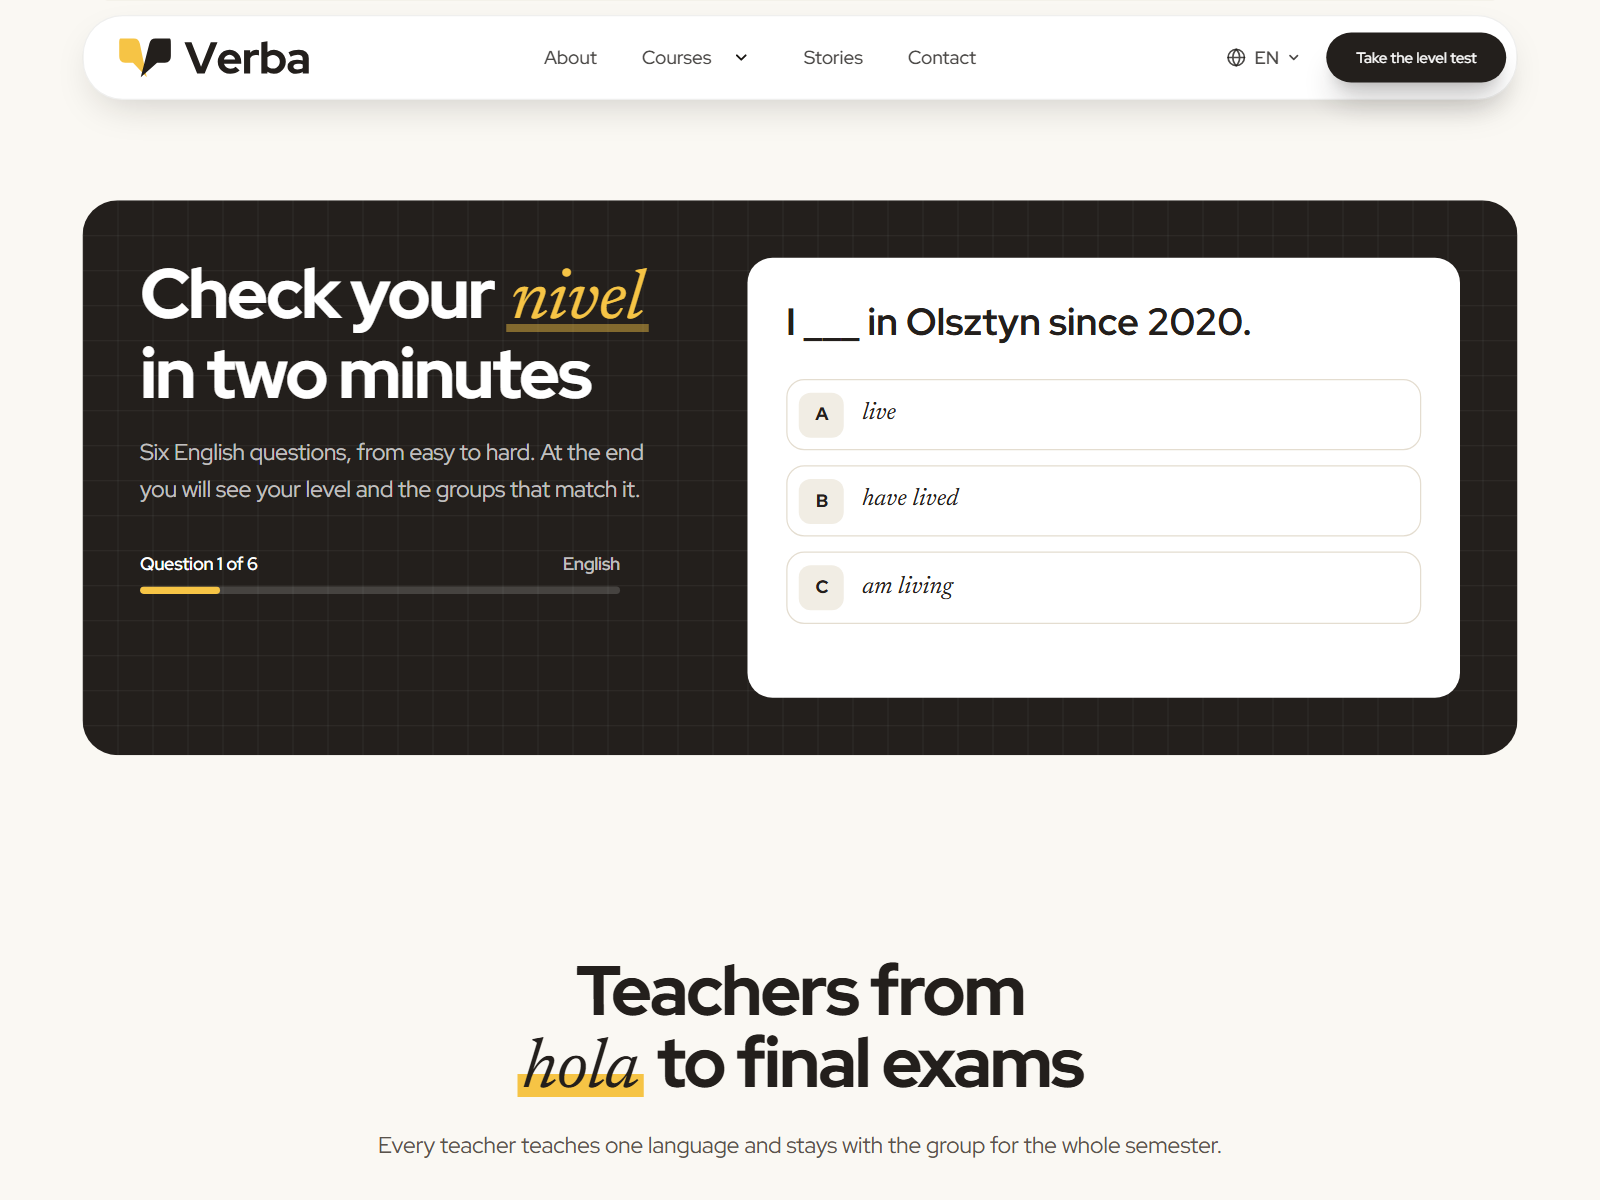 Verba
About
Courses
Stories
Contact
EN
Take the level test
Check your nivel
in two minutes
Six English questions, from easy to hard. At the end
you will see your level and the groups that match it.
Question 1 of 6
English
I ___ in Olsztyn since 2020.
A live
B have lived
C am living
Teachers from
hola to final exams
Every teacher teaches one language and stays with the group for the whole semester.